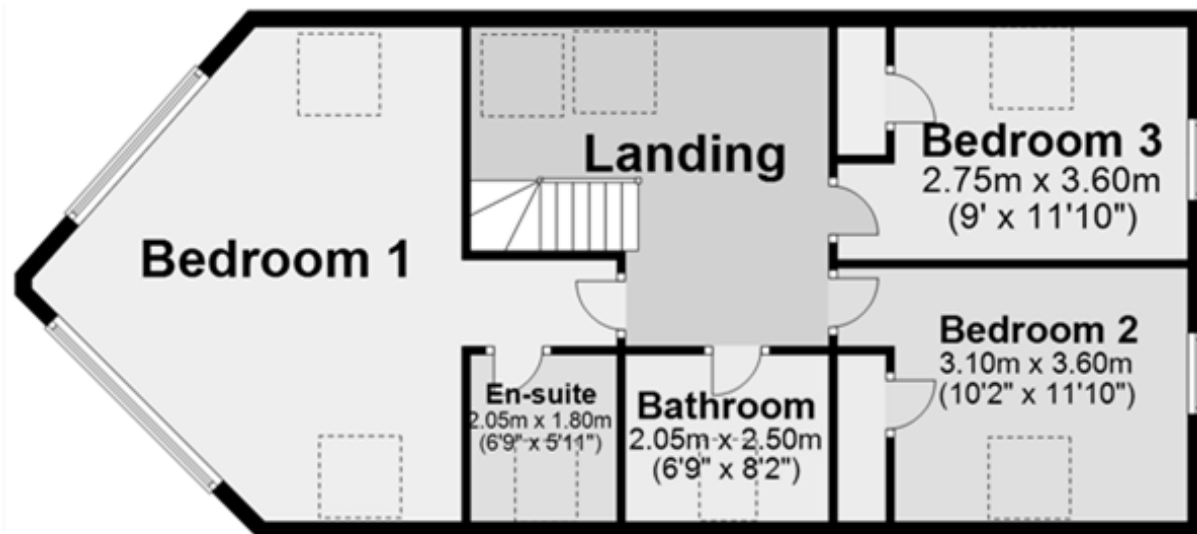 Bedroom 1
Landing
Bedroom 3
2.75m x 3.60m
(9' x 11'10")
Bedroom 2
3.10m x 3.60m
(10'2" x 11'10")
En-suite
2.05m x 1.80m
(6'9" x 5'11")
Bathroom
2.05m x 2.50m
(6'9" x 8'2")